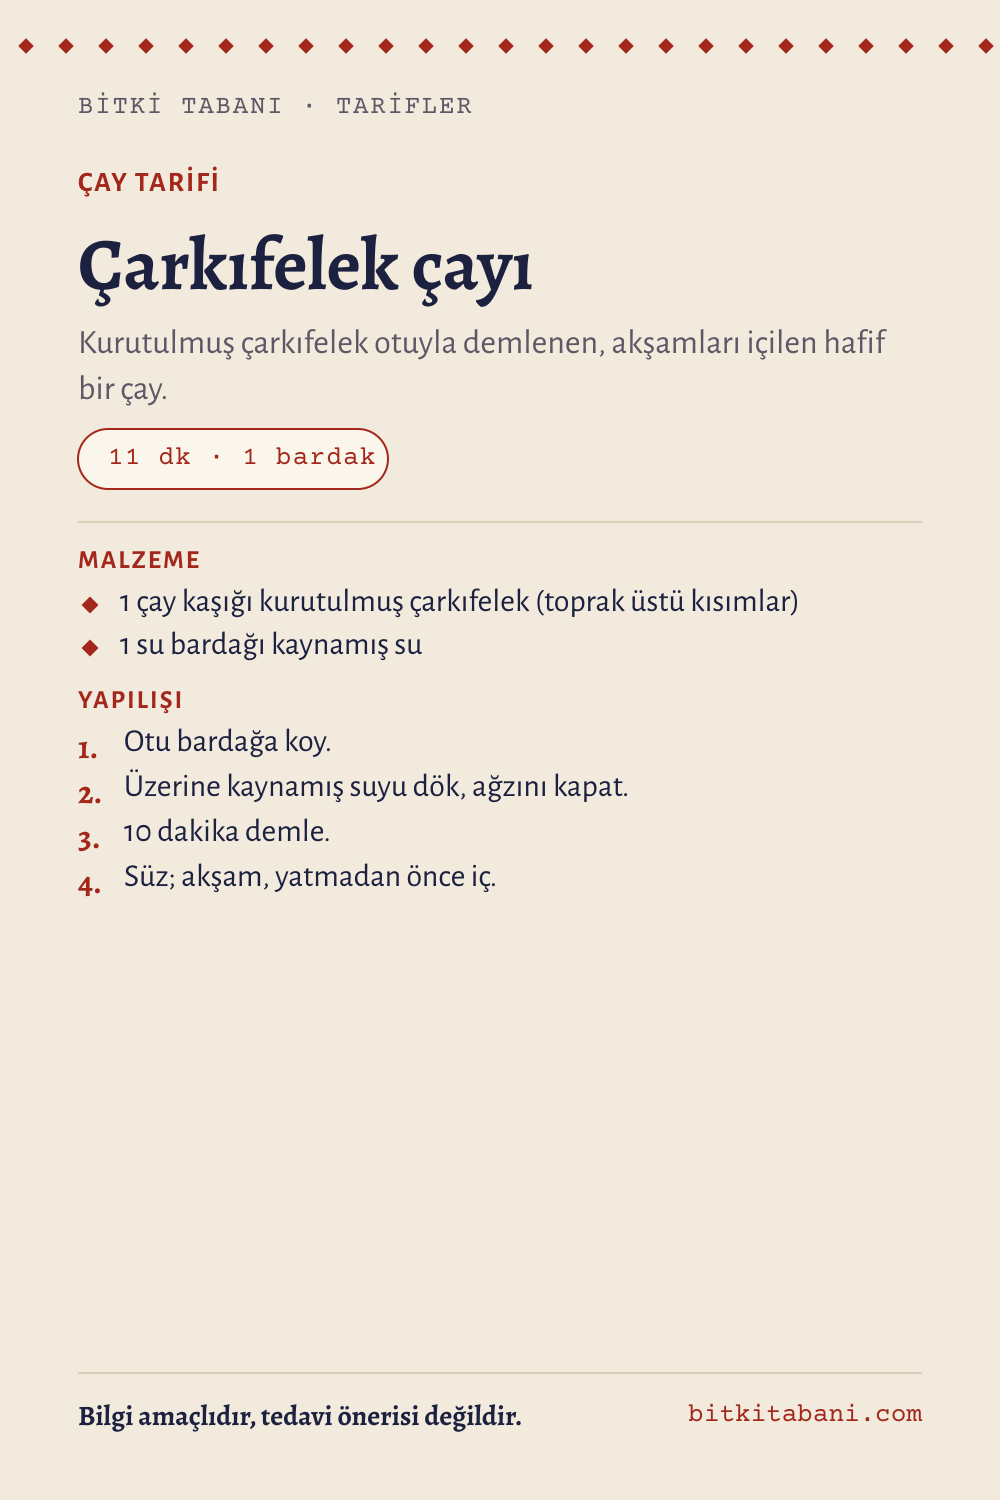 BİTKİ TABANI · TARİFLER
ÇAY TARİFİ
Çarkıfelek çayı
Kurutulmuş çarkıfelek otuyla demlenen, akşamları içilen hafif
bir çay.
11 dk · 1 bardak
MALZEME
◆ 1 çay kaşığı kurutulmuş çarkıfelek (toprak üstü kısımlar)
◆ 1 su bardağı kaynamış su
YAPILIŞI
1. Otu bardağa koy.
2. Üzerine kaynamış suyu dök, ağzını kapat.
3. 10 dakika demle.
4. Süz; akşam, yatmadan önce iç.
Bilgi amaçlıdır, tedavi önerisi değildir.
bitkitabani.com